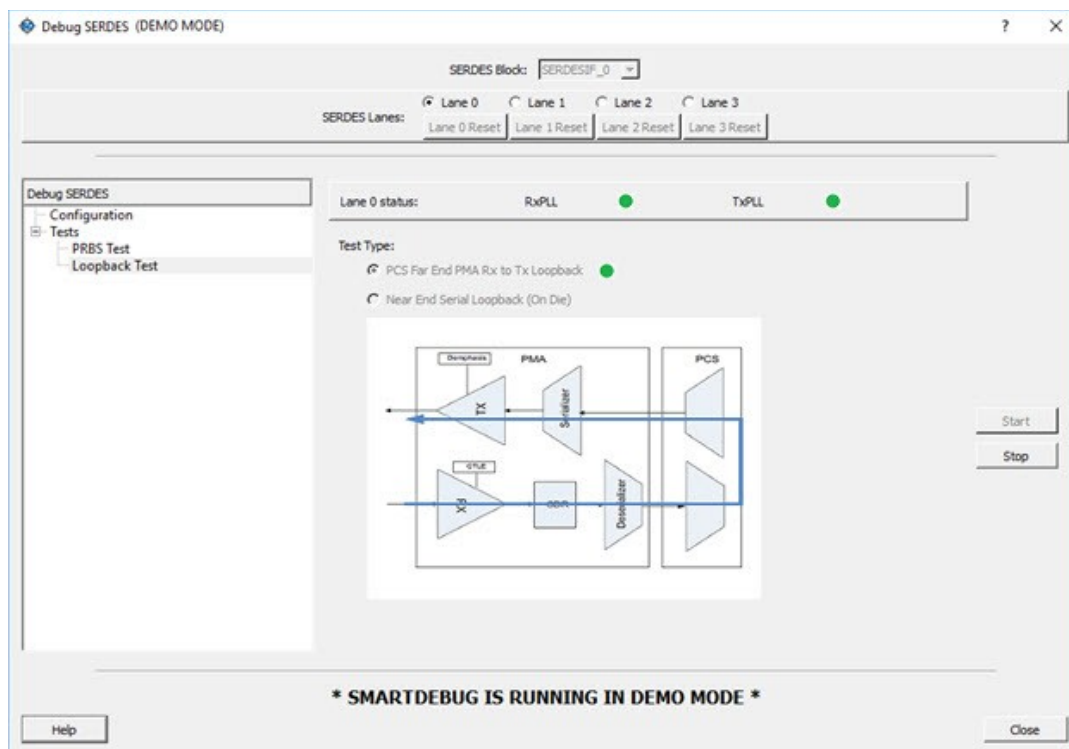 Debug SERDES (DEMO MODE)
? X
SERDES Block: SERDESIF_0
SERDES Lanes:
Lane 0 Lane 1 Lane 2 Lane 3
Lane 0 Reset Lane 1 Reset Lane 2 Reset Lane 3 Reset
Debug SERDES
Configuration
Tests
PRBS Test
Loopback Test
Lane 0 status: RxPLL TxPLL
Test Type:
PCS Far End PMA Rx to Tx Loopback
Near End Serial Loopback (On Die)
PMA PCS
TX
Serializer
RX
Deserializer
Start
Stop
* SMARTDEBUG IS RUNNING IN DEMO MODE *
Help
Close